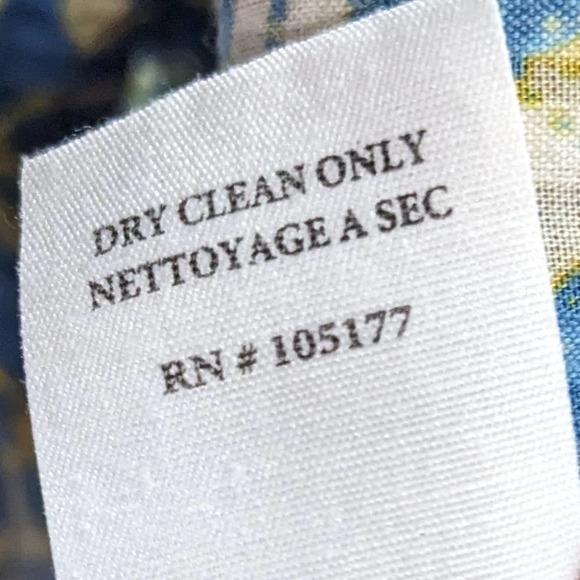 DRY CLEAN ONLY
NETTOYAGE A SEC
RN # 105177